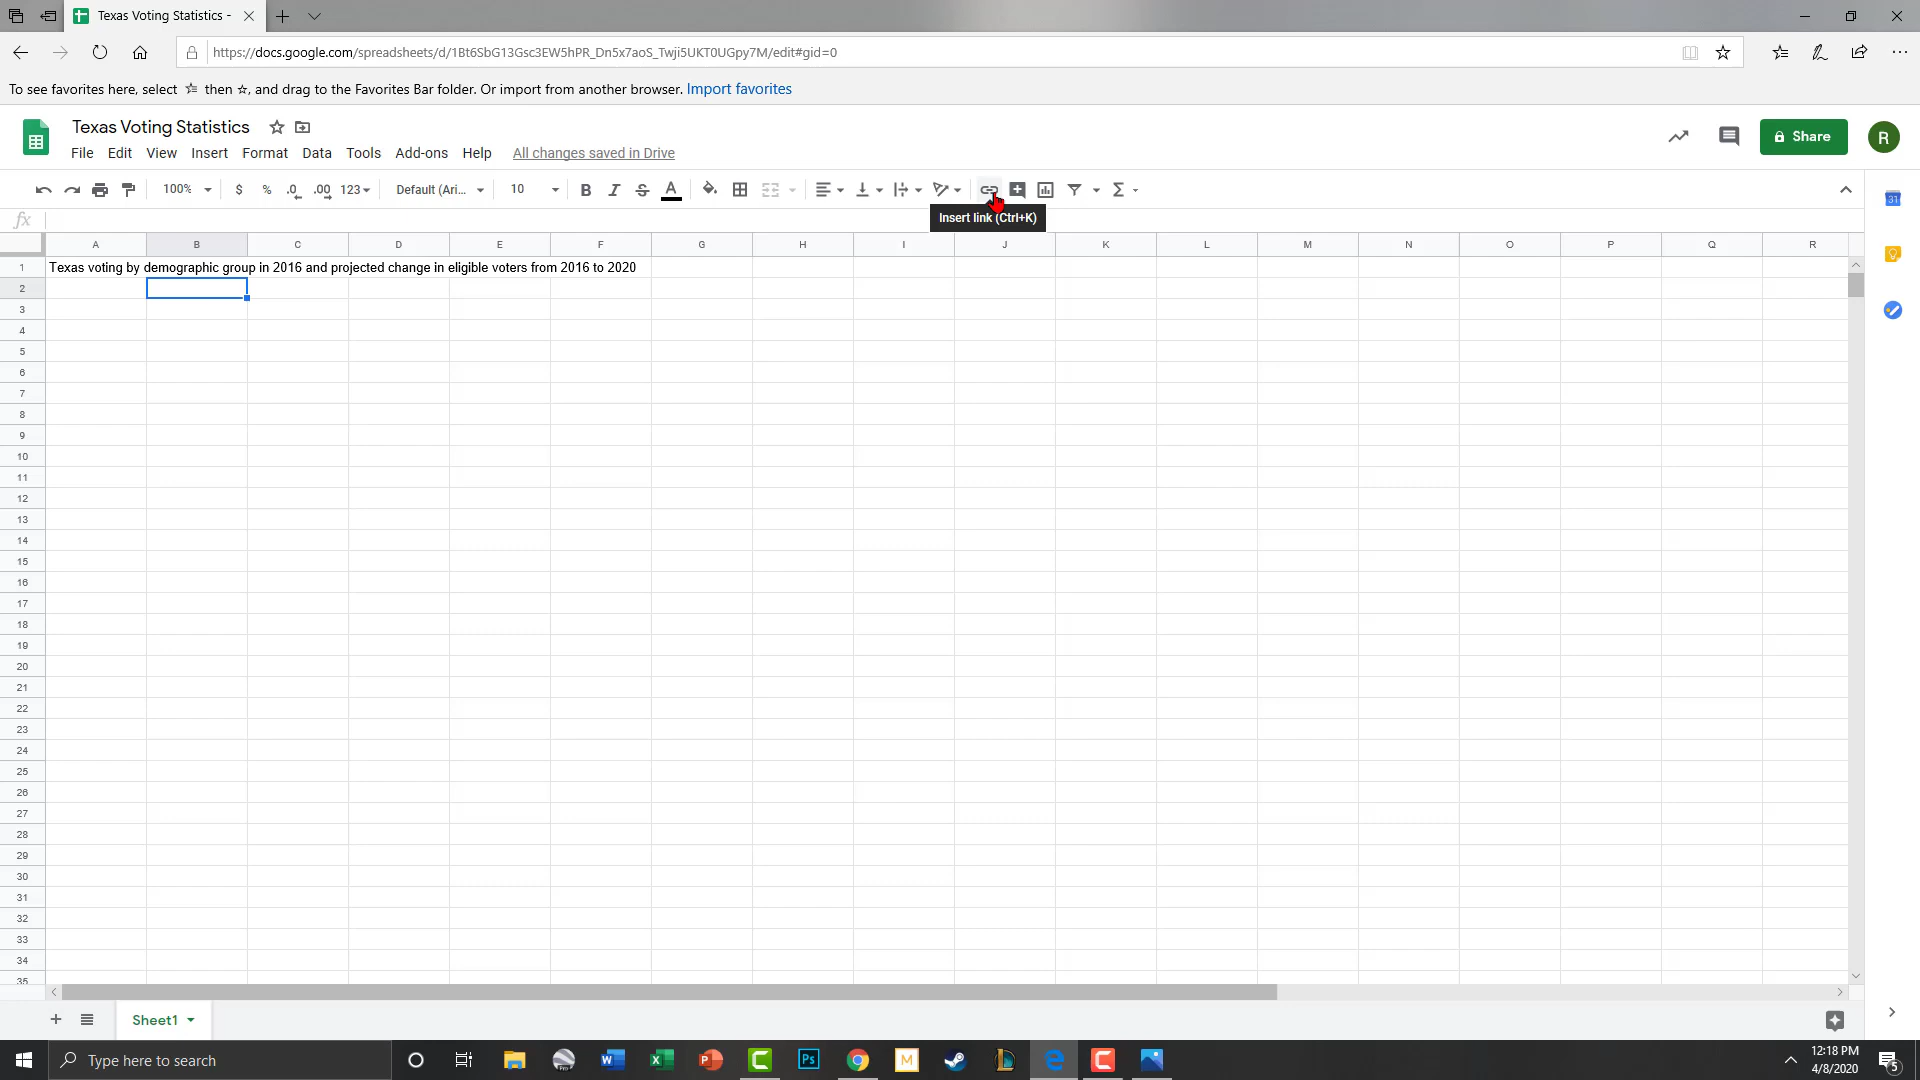 Texas Voting Statistics -
https://docs.google.com/spreadsheets/d/1Bt6SbG13Gsc3EW5hPR_Dn5x7aoS_Twji5UKT0UGpy7M/edit#gid=0
To see favorites here, select then ☆, and drag to the Favorites Bar folder. Or import from another browser. Import favorites
Texas Voting Statistics
Share
R
File Edit View Insert Format Data Tools Add-ons Help All changes saved in Drive
100% $ % .0 .00 123 Default (Ari... 10 B I S A Σ
31
Insert link (Ctrl+K)
fx
A B C D E F G H I J K L M N O P Q R
1 Texas voting by demographic group in 2016 and projected change in eligible voters from 2016 to 2020
2
3
4
5
6
7
8
9
10
11
12
13
14
15
16
17
18
19
20
21
22
23
24
25
26
27
28
29
30
31
32
33
34
35
Sheet1
Type here to search
Pro
W
X
P
C
Ps
M
C
12:18 PM
4/8/2020
5